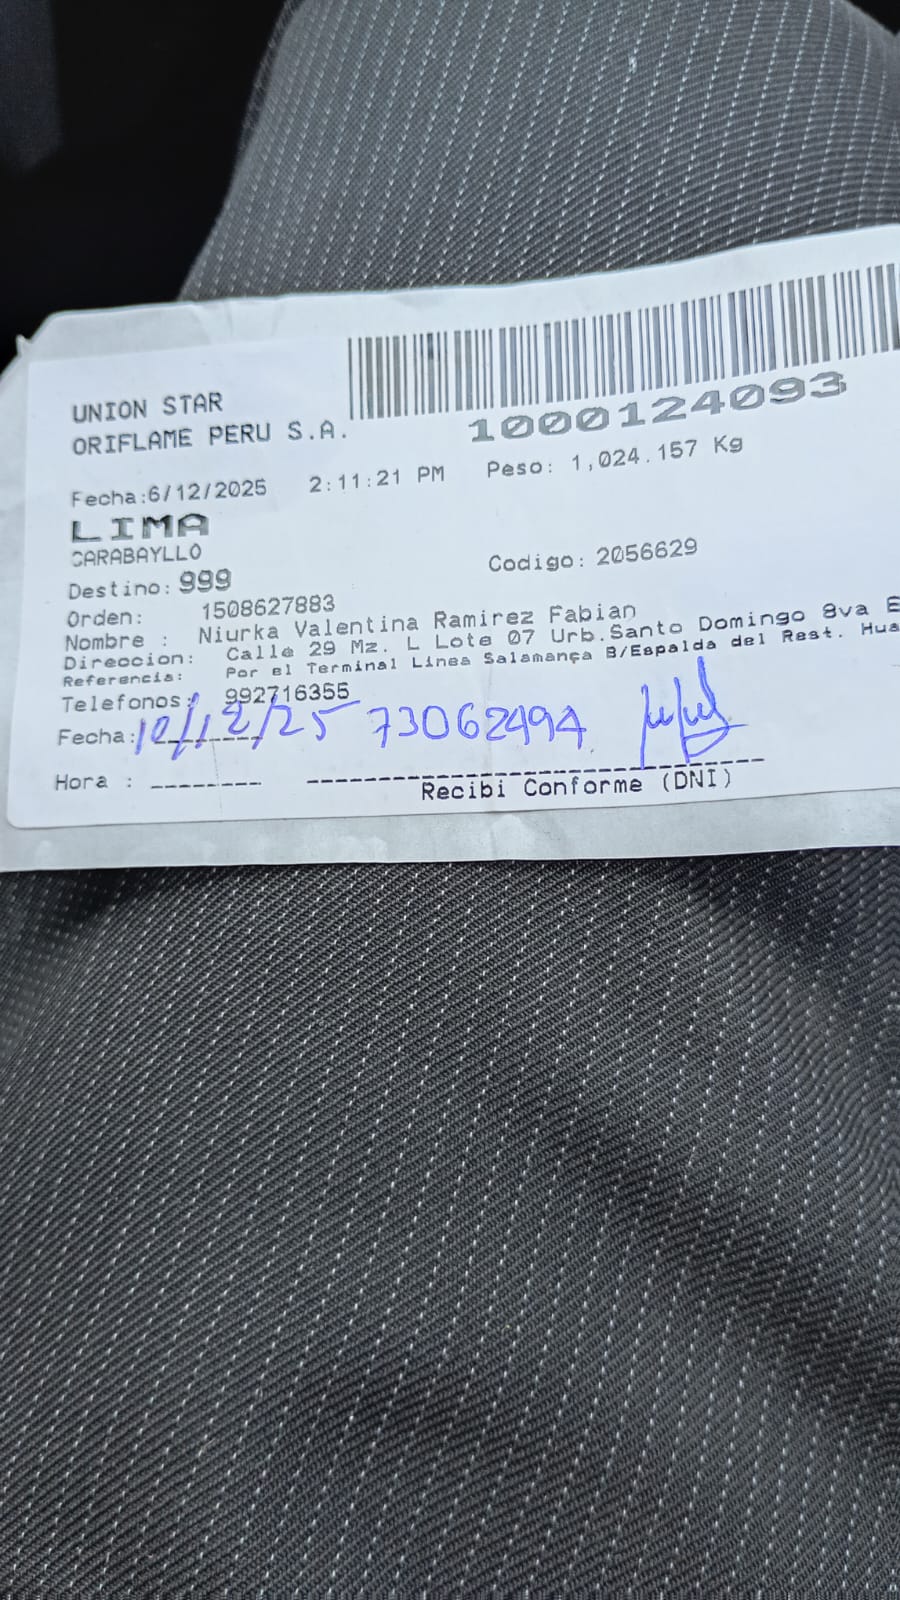 UNION STAR
ORIFLAME PERU S.A.
1000124093
Fecha:6/12/2025 2:11:21 PM Peso: 1,024.157 Kg
LIMA
CARABAYLLO
Destino: 999 Codigo: 2056629
Orden: 1508627883
Nombre : Niurka Valentina Ramirez Fabian
Direccion: Calle 29 Mz. L Lote 07 Urb.Santo Domingo 8va E
Referencia: Por el Terminal Linea Salamanca B/Espalda del Rest. Hua
Telefonos: 992716355
Fecha: 10/12/25 73062494
Hora :
Recibi Conforme (DNI)